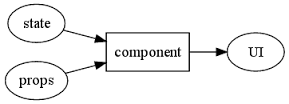 state
component
UI
props